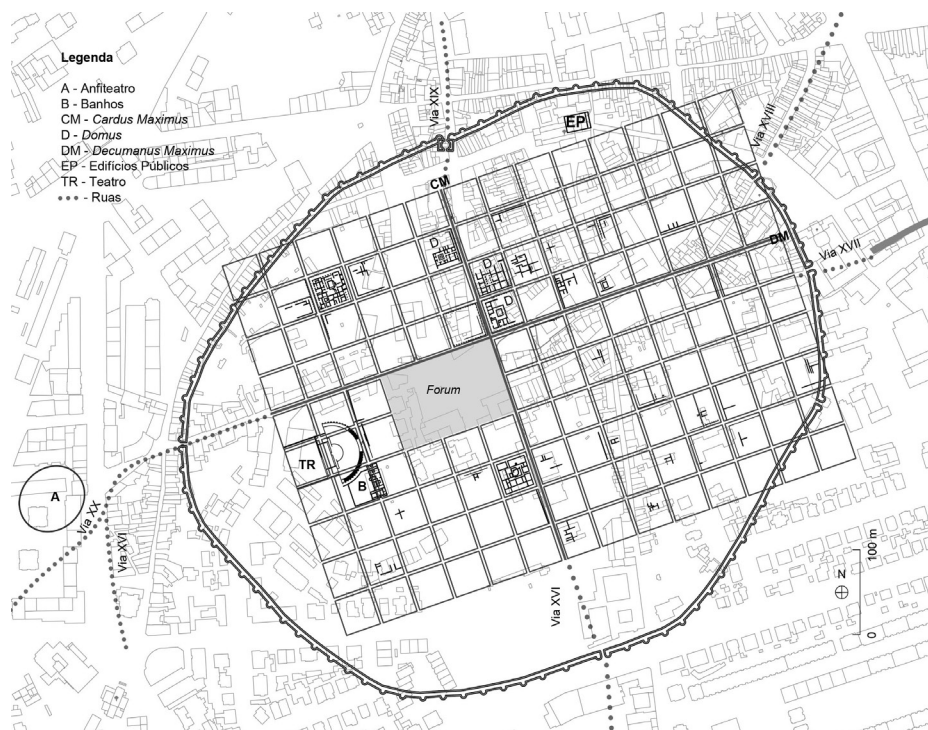 Legenda
A - Anfiteatro
B - Banhos
CM - Cardus Maximus
D - Domus
DM - Decumanus Maximus
EP - Edifícios Públicos
TR - Teatro
- Ruas
Via XIX
EP
Via XVIII
CM
D
DM
Via XVII
D
D
D
Forum
TR
B
D
A
Via XX
Via XVI
Via XVI
100 m
N
0